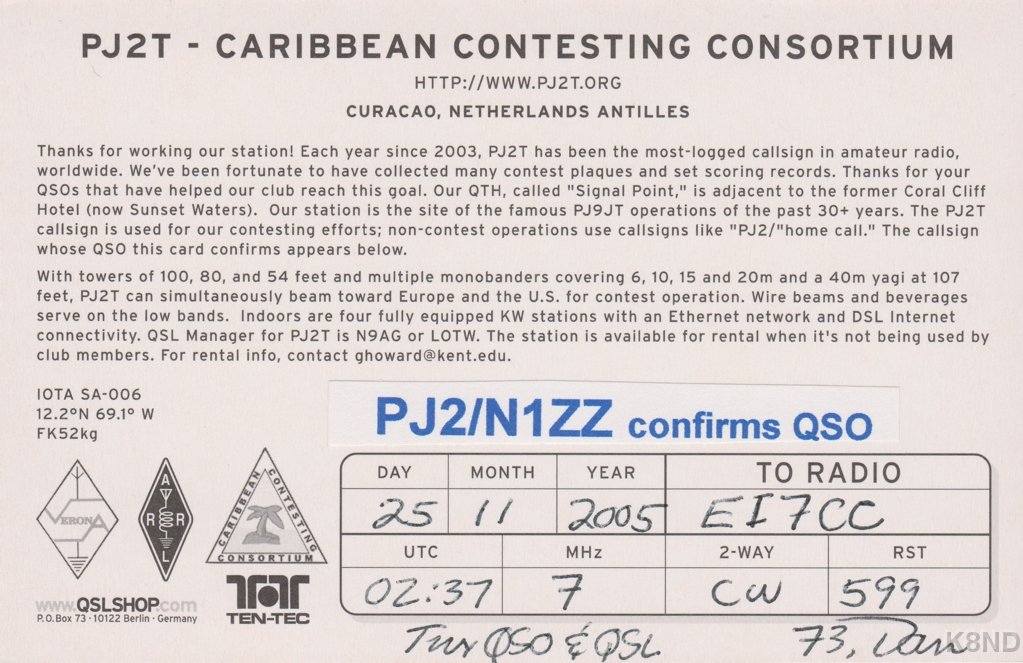 PJ2T - CARIBBEAN CONTESTING CONSORTIUM
HTTP://WWW.PJ2T.ORG
CURACAO, NETHERLANDS ANTILLES
Thanks for working our station! Each year since 2003, PJ2T has been the most-logged callsign in amateur radio,
worldwide. We've been fortunate to have collected many contest plaques and set scoring records. Thanks for your
QSOs that have helped our club reach this goal. Our QTH, called "Signal Point," is adjacent to the former Coral Cliff
Hotel (now Sunset Waters).  Our station is the site of the famous PJ9JT operations of the past 30+ years. The PJ2T
callsign is used for our contesting efforts; non-contest operations use callsigns like "PJ2/"home call." The callsign
whose QSO this card confirms appears below.
With towers of 100, 80, and 54 feet and multiple monobanders covering 6, 10, 15 and 20m and a 40m yagi at 107
feet, PJ2T can simultaneously beam toward Europe and the U.S. for contest operation. Wire beams and beverages
serve on the low bands.  Indoors are four fully equipped KW stations with an Ethernet network and DSL Internet
connectivity. QSL Manager for PJ2T is N9AG or LOTW. The station is available for rental when it's not being used by
club members. For rental info, contact ghoward@kent.edu.
IOTA SA-006
12.2°N 69.1° W
FK52kg
PJ2/N1ZZ confirms QSO
DAY MONTH YEAR TO RADIO
25 11 2005 EI7CC
UTC MHz 2-WAY RST
02:37 7 CW 599
VERONA
A R R L
CARIBBEAN CONTESTING CONSORTIUM
TEN-TEC
www.QSLSHOP.com
P.O. Box 73 · 10122 Berlin · Germany
Tnx QSO & QSL 73, Dan
K8ND